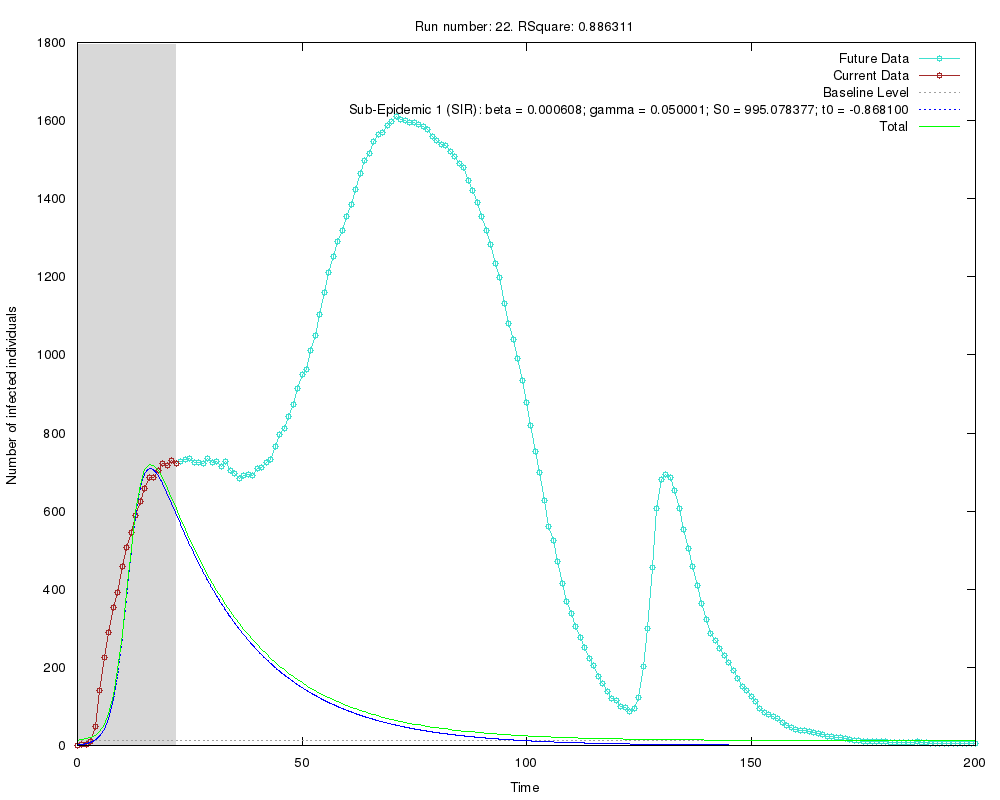 Run number: 22. RSquare: 0.886311
1800
1600
1400
1200
1000
800
600
400
200
0
Number of infected individuals
Future Data
Current Data
Baseline Level
Sub-Epidemic 1 (SIR): beta = 0.000608; gamma = 0.050001; S0 = 995.078377; t0 = -0.868100
Total
0 50 100 150 200
Time